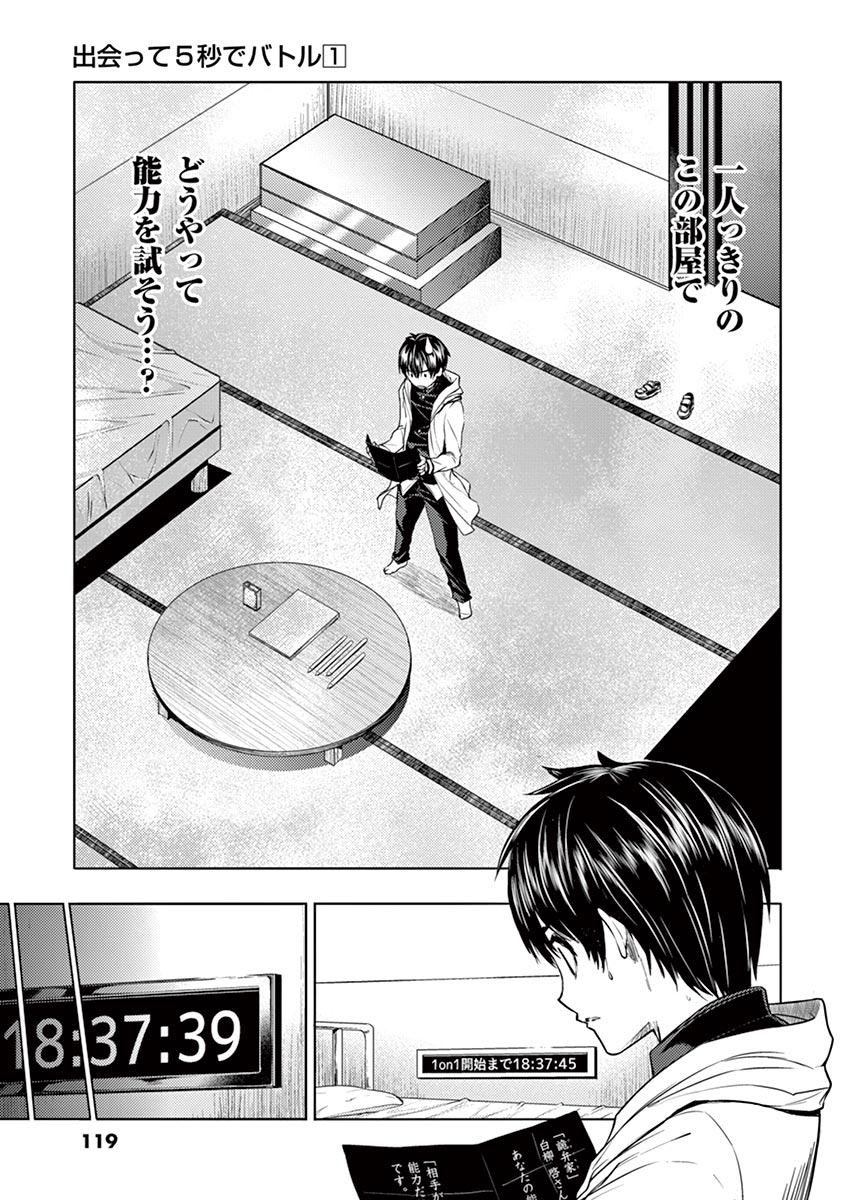 出会って5秒でバトル1
一人っきりの
この部屋で
どうやって
能力を試そう…?
1on1開始まで18:37:45
「詭弁家」
白柳 啓さん
あなたの能
「相手が
能力だ
です。
18:37:39
119